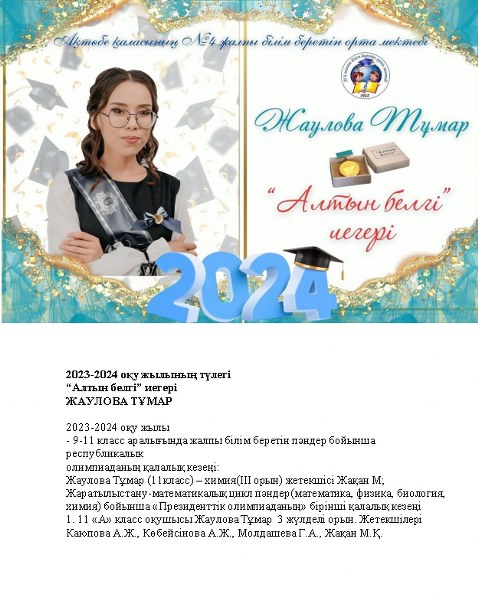 Ақтөбе қаласының №4 жалпы білім беретін орта мектебі
Жаулова Тұмар
“Алтын белгі”
иегері
2024
2023-2024 оқу жылының түлегі
“Алтын белгі” иегері
ЖАУЛОВА ТҰМАР
2023-2024 оқу жылы
- 9-11 класс аралығында жалпы білім беретін пәндер бойынша
республикалық
олимпиаданың қалалық кезеңі:
Жаулова Тұмар (11класс) – химия(III орын) жетекшісі Жақан М;
Жаратылыстану-математикалық цикл пәндер(математика, физика, биология,
химия) бойынша «Президенттік олимпиаданың» бірінші қалалық кезеңі
1. 11 «А» класс оқушысы Жаулова Тұмар 3 жүлделі орын. Жетекшілері
Каюпова А.Ж., Көбейсінова А.Ж., Молдашева Г.А., Жақан М.Қ.